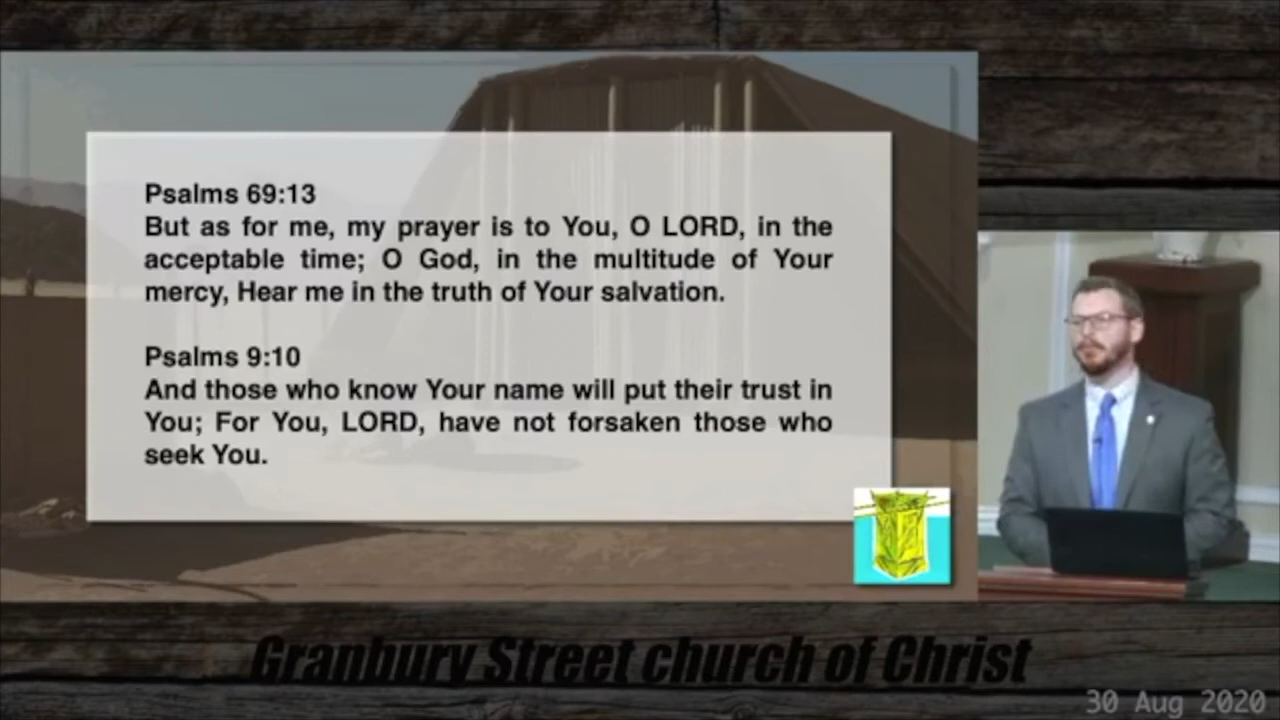 Psalms 69:13
But as for me, my prayer is to You, O LORD, in the
acceptable time; O God, in the multitude of Your
mercy, Hear me in the truth of Your salvation.
Psalms 9:10
And those who know Your name will put their trust in
You; For You, LORD, have not forsaken those who
seek You.
Granbury Street church of Christ
30 Aug 2020